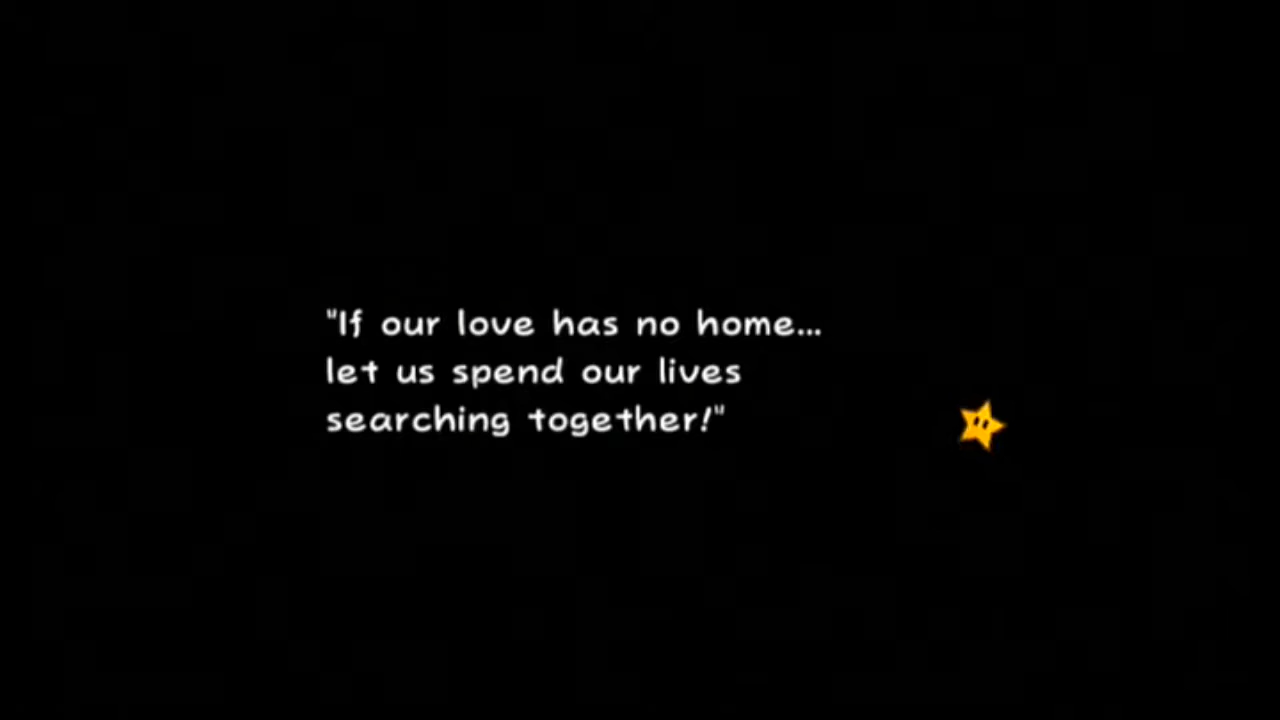 "If our love has no home...
let us spend our lives
searching together!"